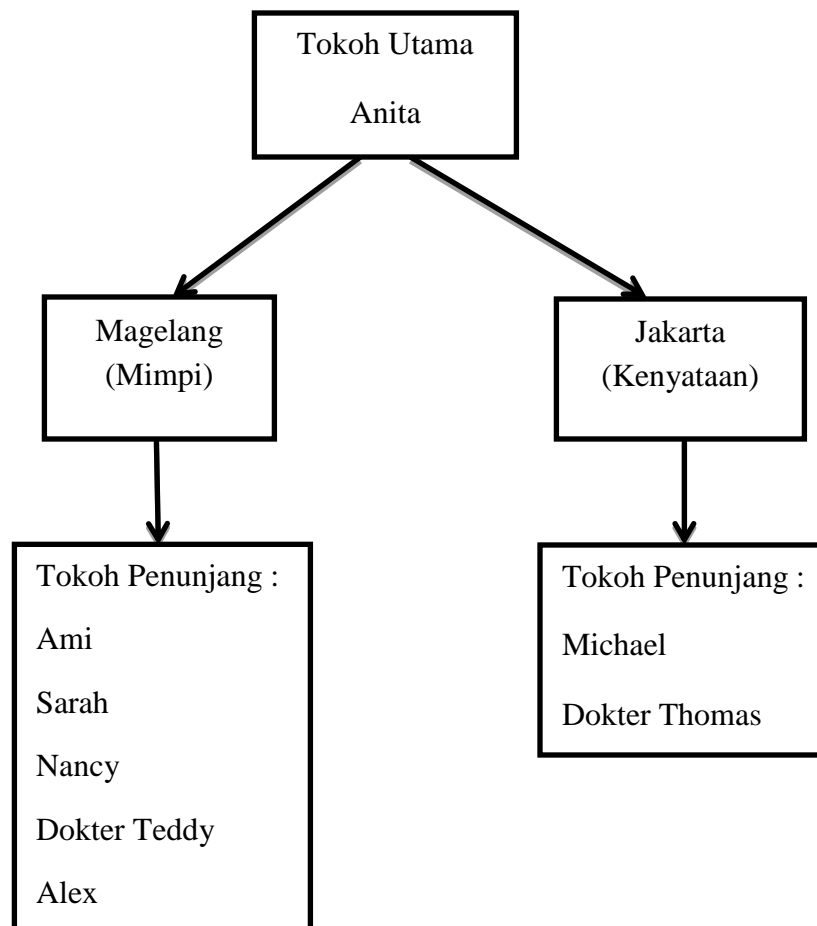 Tokoh Utama
Anita
Magelang
(Mimpi)
Jakarta
(Kenyataan)
Tokoh Penunjang :
Ami
Sarah
Nancy
Dokter Teddy
Alex
Tokoh Penunjang :
Michael
Dokter Thomas